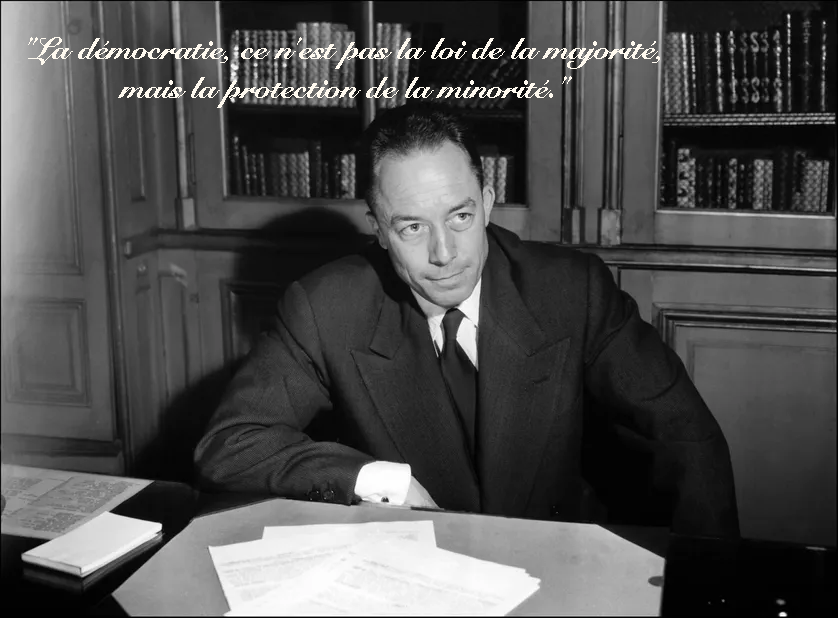 "La démocratie, ce n'est pas la loi de la majorité,
mais la protection de la minorité."